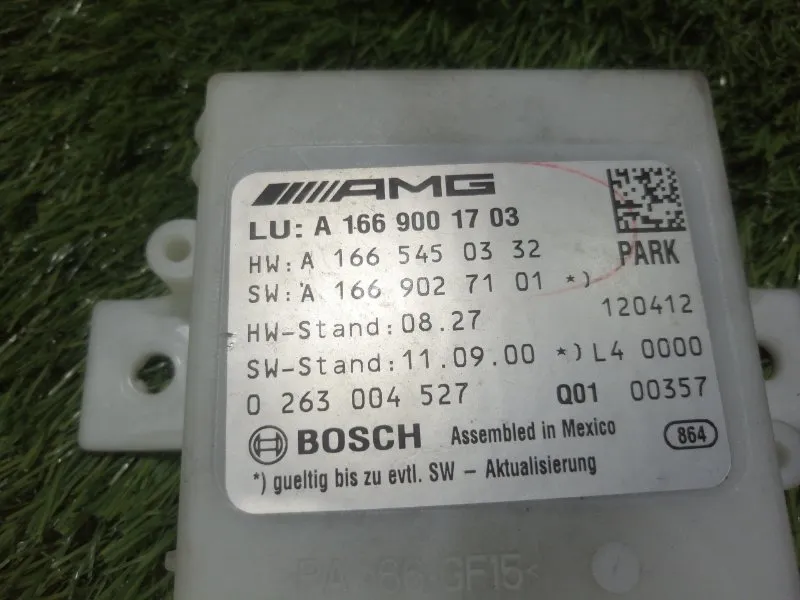 AMG
LU: A 166 900 17 03
HW: A 166 545 03 32
PARK
SW: A 166 902 71 01 *)
HW-Stand: 08.27 120412
SW-Stand: 11.09.00 *) L4 0000
0 263 004 527 Q01 00357
BOSCH Assembled in Mexico 864
*) gueltig bis zu evtl. SW - Aktualisierung
GF15<